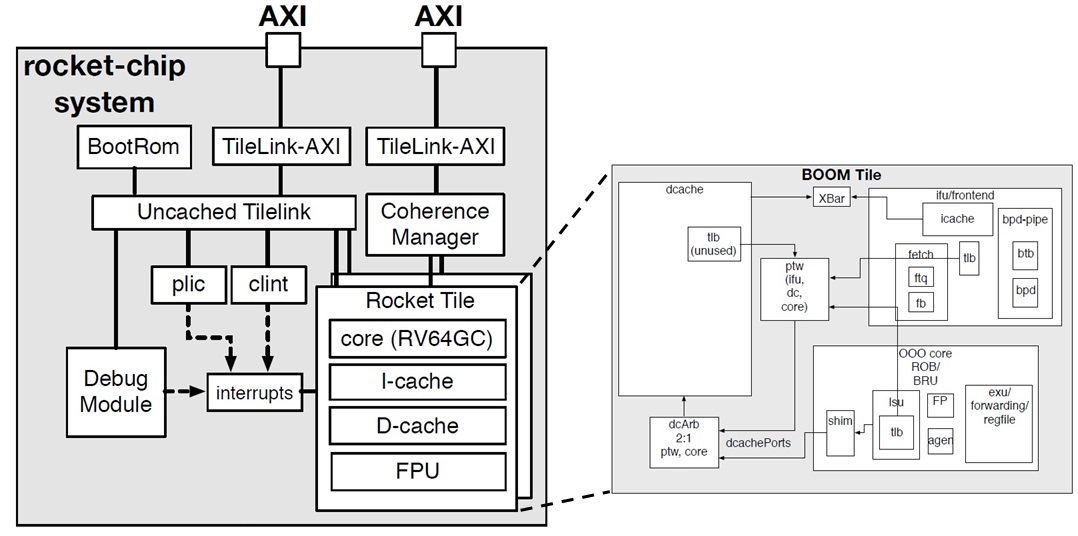 AXI
AXI
rocket-chip
system
BootRom
TileLink-AXI
TileLink-AXI
Uncached Tilelink
Coherence
Manager
plic
clint
Rocket Tile
core (RV64GC)
I-cache
D-cache
FPU
Debug
Module
interrupts
BOOM Tile
dcache
XBar
ifu/frontend
icache
bpd-pipe
tlb
(unused)
ptw
(ifu,
dc,
core)
fetch
ftq
fb
tlb
btb
bpd
OOO core
ROB/
BRU
shim
lsu
tlb
FP
agen
exu/
forwarding/
regfile
dcArb
2:1
ptw, core
dcachePorts